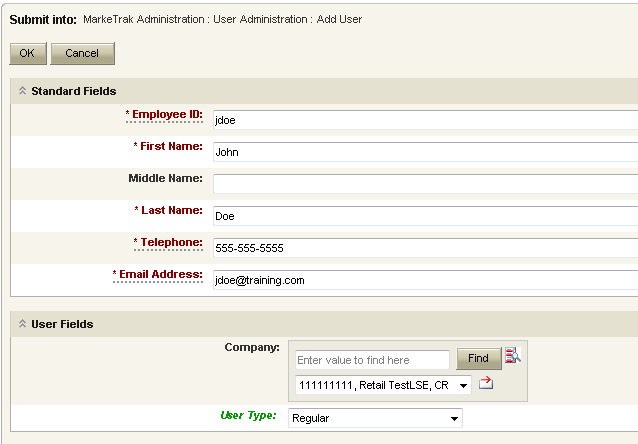 Submit into: MarkeTrak Administration : User Administration : Add User
OK Cancel
Standard Fields
* Employee ID: jdoe
* First Name: John
Middle Name:
* Last Name: Doe
* Telephone: 555-555-5555
* Email Address: jdoe@training.com
User Fields
Company: Enter value to find here Find
111111111, Retail TestLSE, CR
User Type: Regular